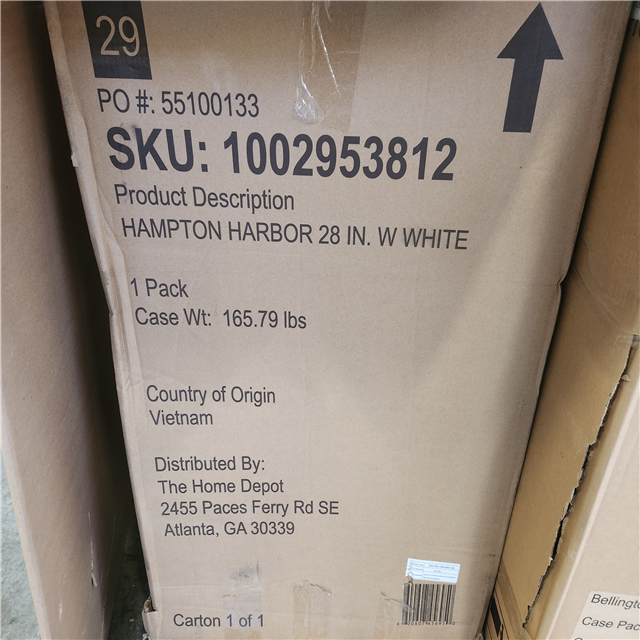 29
PO #: 55100133
SKU: 1002953812
Product Description
HAMPTON HARBOR 28 IN. W WHITE
1 Pack
Case Wt: 165.79 lbs
Country of Origin
Vietnam
Distributed By:
The Home Depot
2455 Paces Ferry Rd SE
Atlanta, GA 30339
Carton 1 of 1
Case